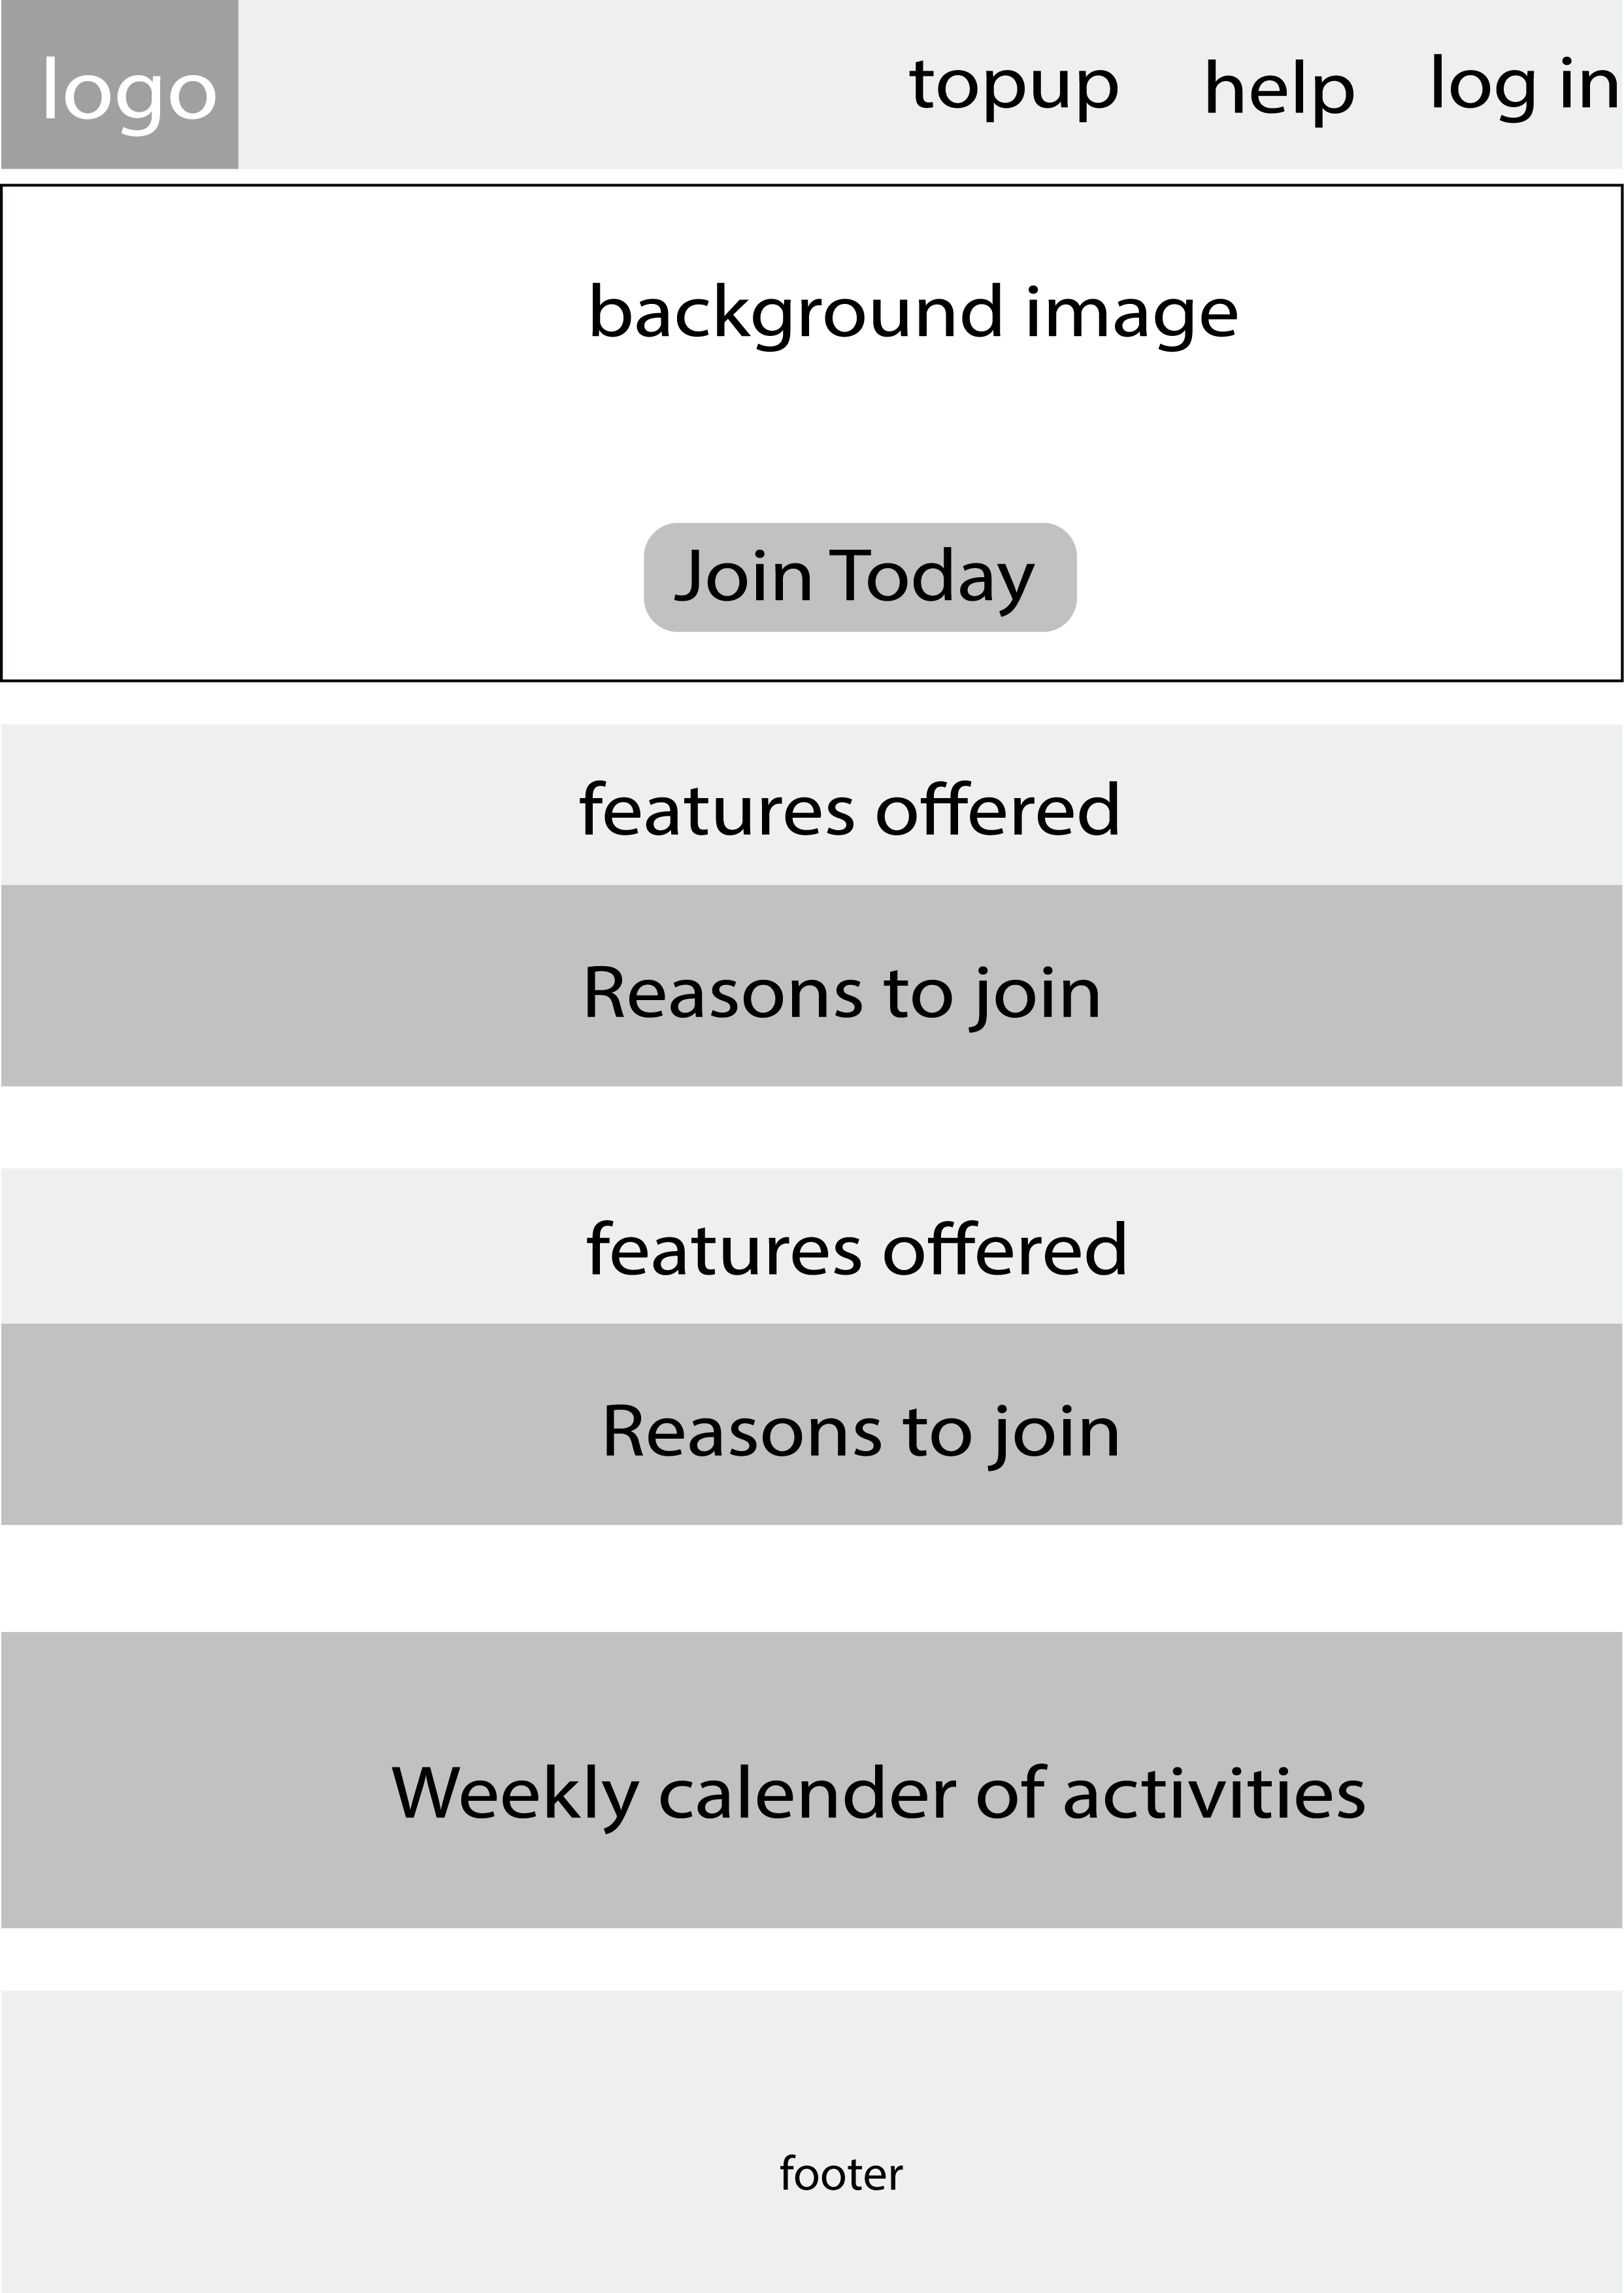 logo
topup help log in
background image
Join Today
features offered
Reasons to join
features offered
Reasons to join
Weekly calender of activities
footer